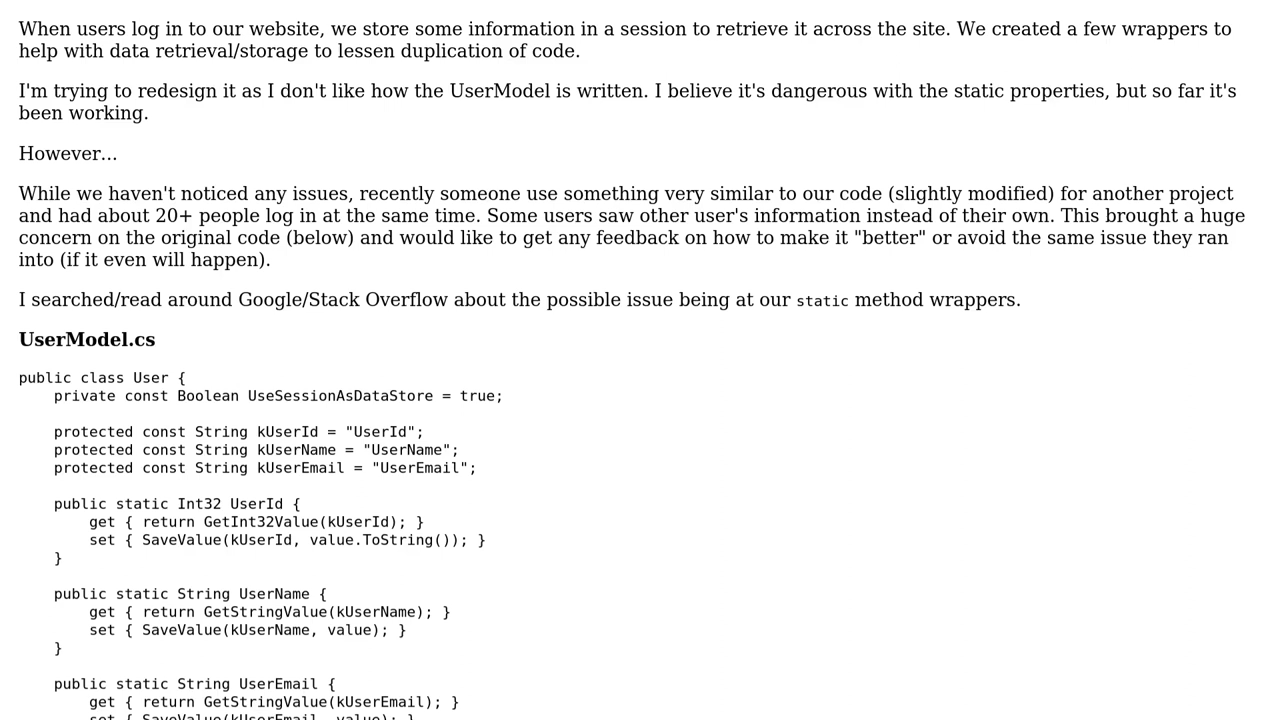 When users log in to our website, we store some information in a session to retrieve it across the site. We created a few wrappers to
help with data retrieval/storage to lessen duplication of code.
I'm trying to redesign it as I don't like how the UserModel is written. I believe it's dangerous with the static properties, but so far it's
been working.
However...
While we haven't noticed any issues, recently someone use something very similar to our code (slightly modified) for another project
and had about 20+ people log in at the same time. Some users saw other user's information instead of their own. This brought a huge
concern on the original code (below) and would like to get any feedback on how to make it "better" or avoid the same issue they ran
into (if it even will happen).
I searched/read around Google/Stack Overflow about the possible issue being at our static method wrappers.
UserModel.cs
public class User {
    private const Boolean UseSessionAsDataStore = true;
    protected const String kUserId = "UserId";
    protected const String kUserName = "UserName";
    protected const String kUserEmail = "UserEmail";
    public static Int32 UserId {
        get { return GetInt32Value(kUserId); }
        set { SaveValue(kUserId, value.ToString()); }
    }
    public static String UserName {
        get { return GetStringValue(kUserName); }
        set { SaveValue(kUserName, value); }
    }
    public static String UserEmail {
        get { return GetStringValue(kUserEmail); }
        set { SaveValue(kUserEmail, value); }